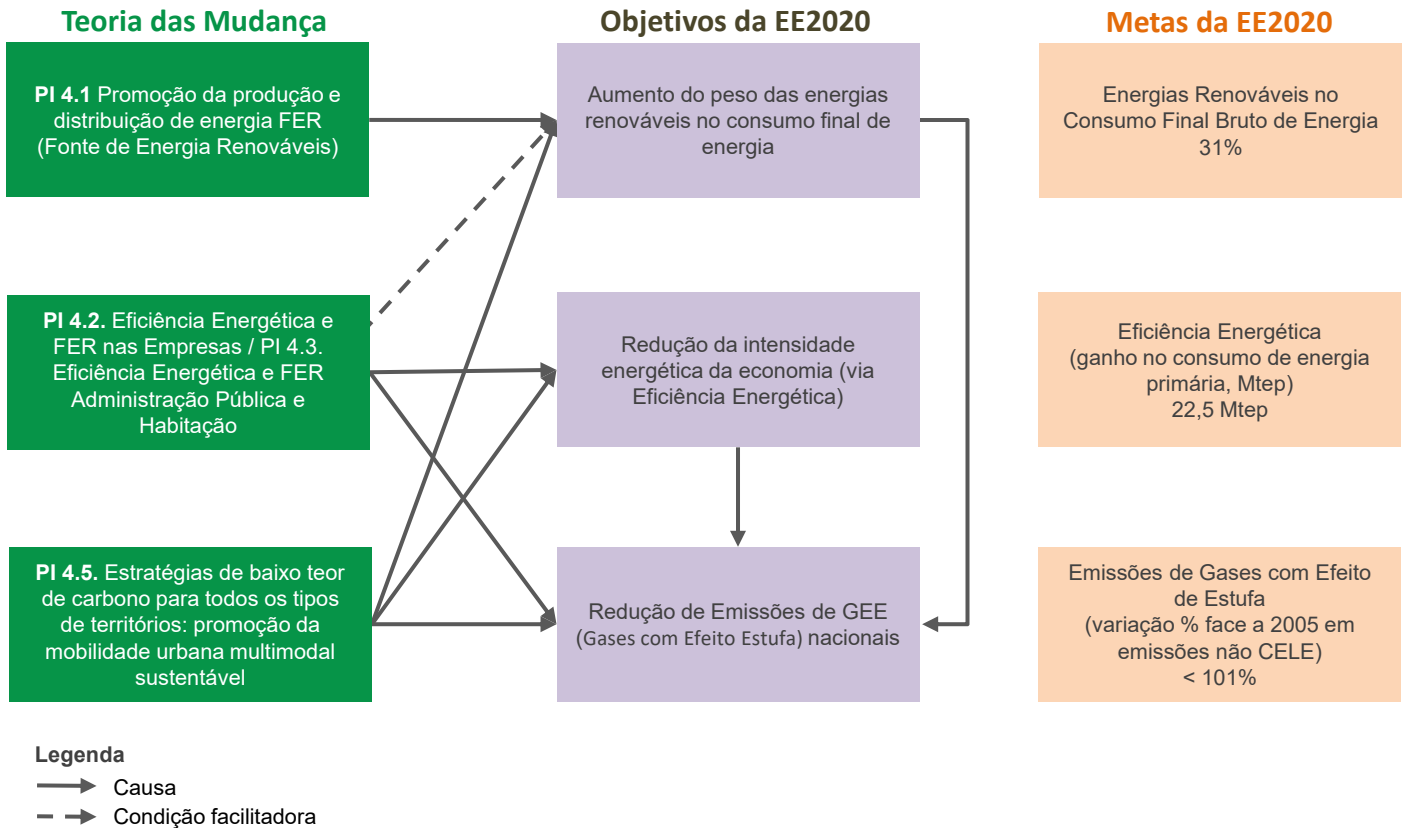 Teoria das Mudança
Objetivos da EE2020
Metas da EE2020
PI 4.1 Promoção da produção e
distribuição de energia FER
(Fonte de Energia Renováveis)
Aumento do peso das energias
renováveis no consumo final de
energia
Energias Renováveis no
Consumo Final Bruto de Energia
31%
PI 4.2. Eficiência Energética e
FER nas Empresas / PI 4.3.
Eficiência Energética e FER
Administração Pública e
Habitação
Redução da intensidade
energética da economia (via
Eficiência Energética)
Eficiência Energética
(ganho no consumo de energia
primária, Mtep)
22,5 Mtep
PI 4.5. Estratégias de baixo teor
de carbono para todos os tipos
de territórios: promoção da
mobilidade urbana multimodal
sustentável
Redução de Emissões de GEE
(Gases com Efeito Estufa) nacionais
Emissões de Gases com Efeito
de Estufa
(variação % face a 2005 em
emissões não CELE)
< 101%
Legenda
Causa
Condição facilitadora